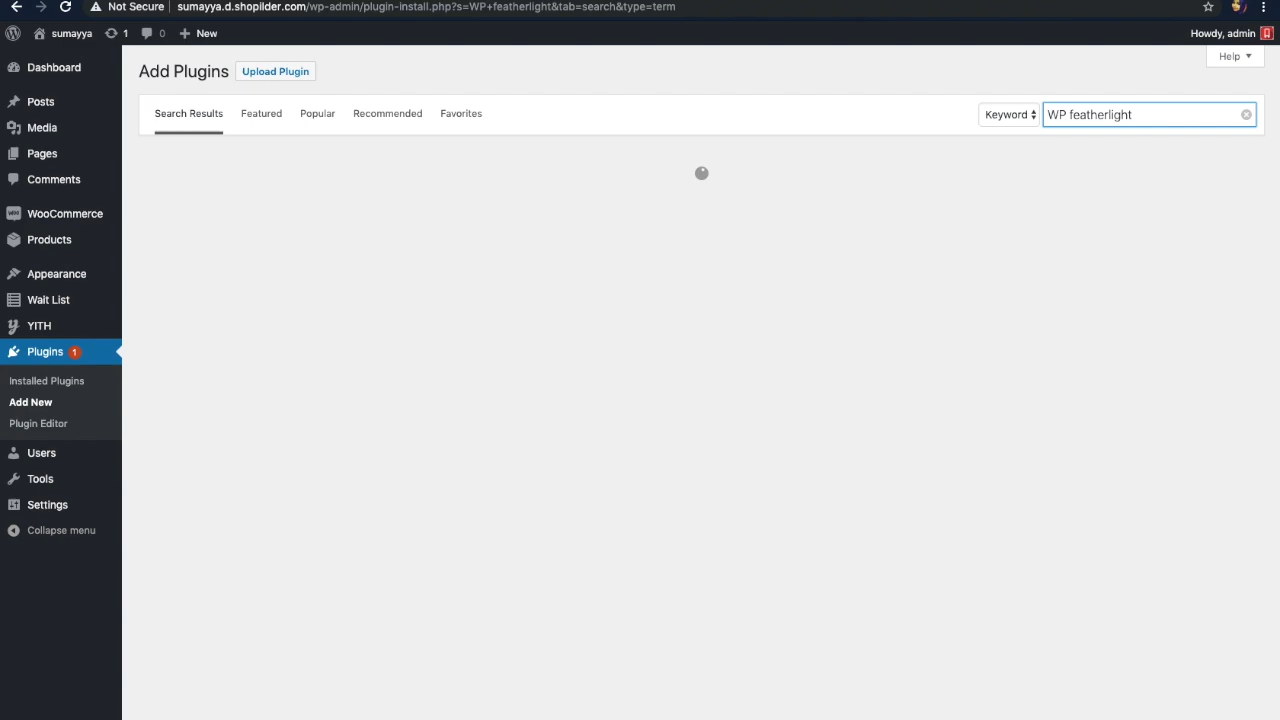 Not Secure sumayya.d.shopilder.com/wp-admin/plugin-install.php?s=WP+featherlight&tab=search&type=term
sumayya 1 0 New Howdy, admin
Help
Add Plugins Upload Plugin
Search Results Featured Popular Recommended Favorites Keyword WP featherlight
Dashboard
Posts
Media
Pages
Comments
WooCommerce
Products
Appearance
Wait List
YITH
Plugins 1
Installed Plugins
Add New
Plugin Editor
Users
Tools
Settings
Collapse menu